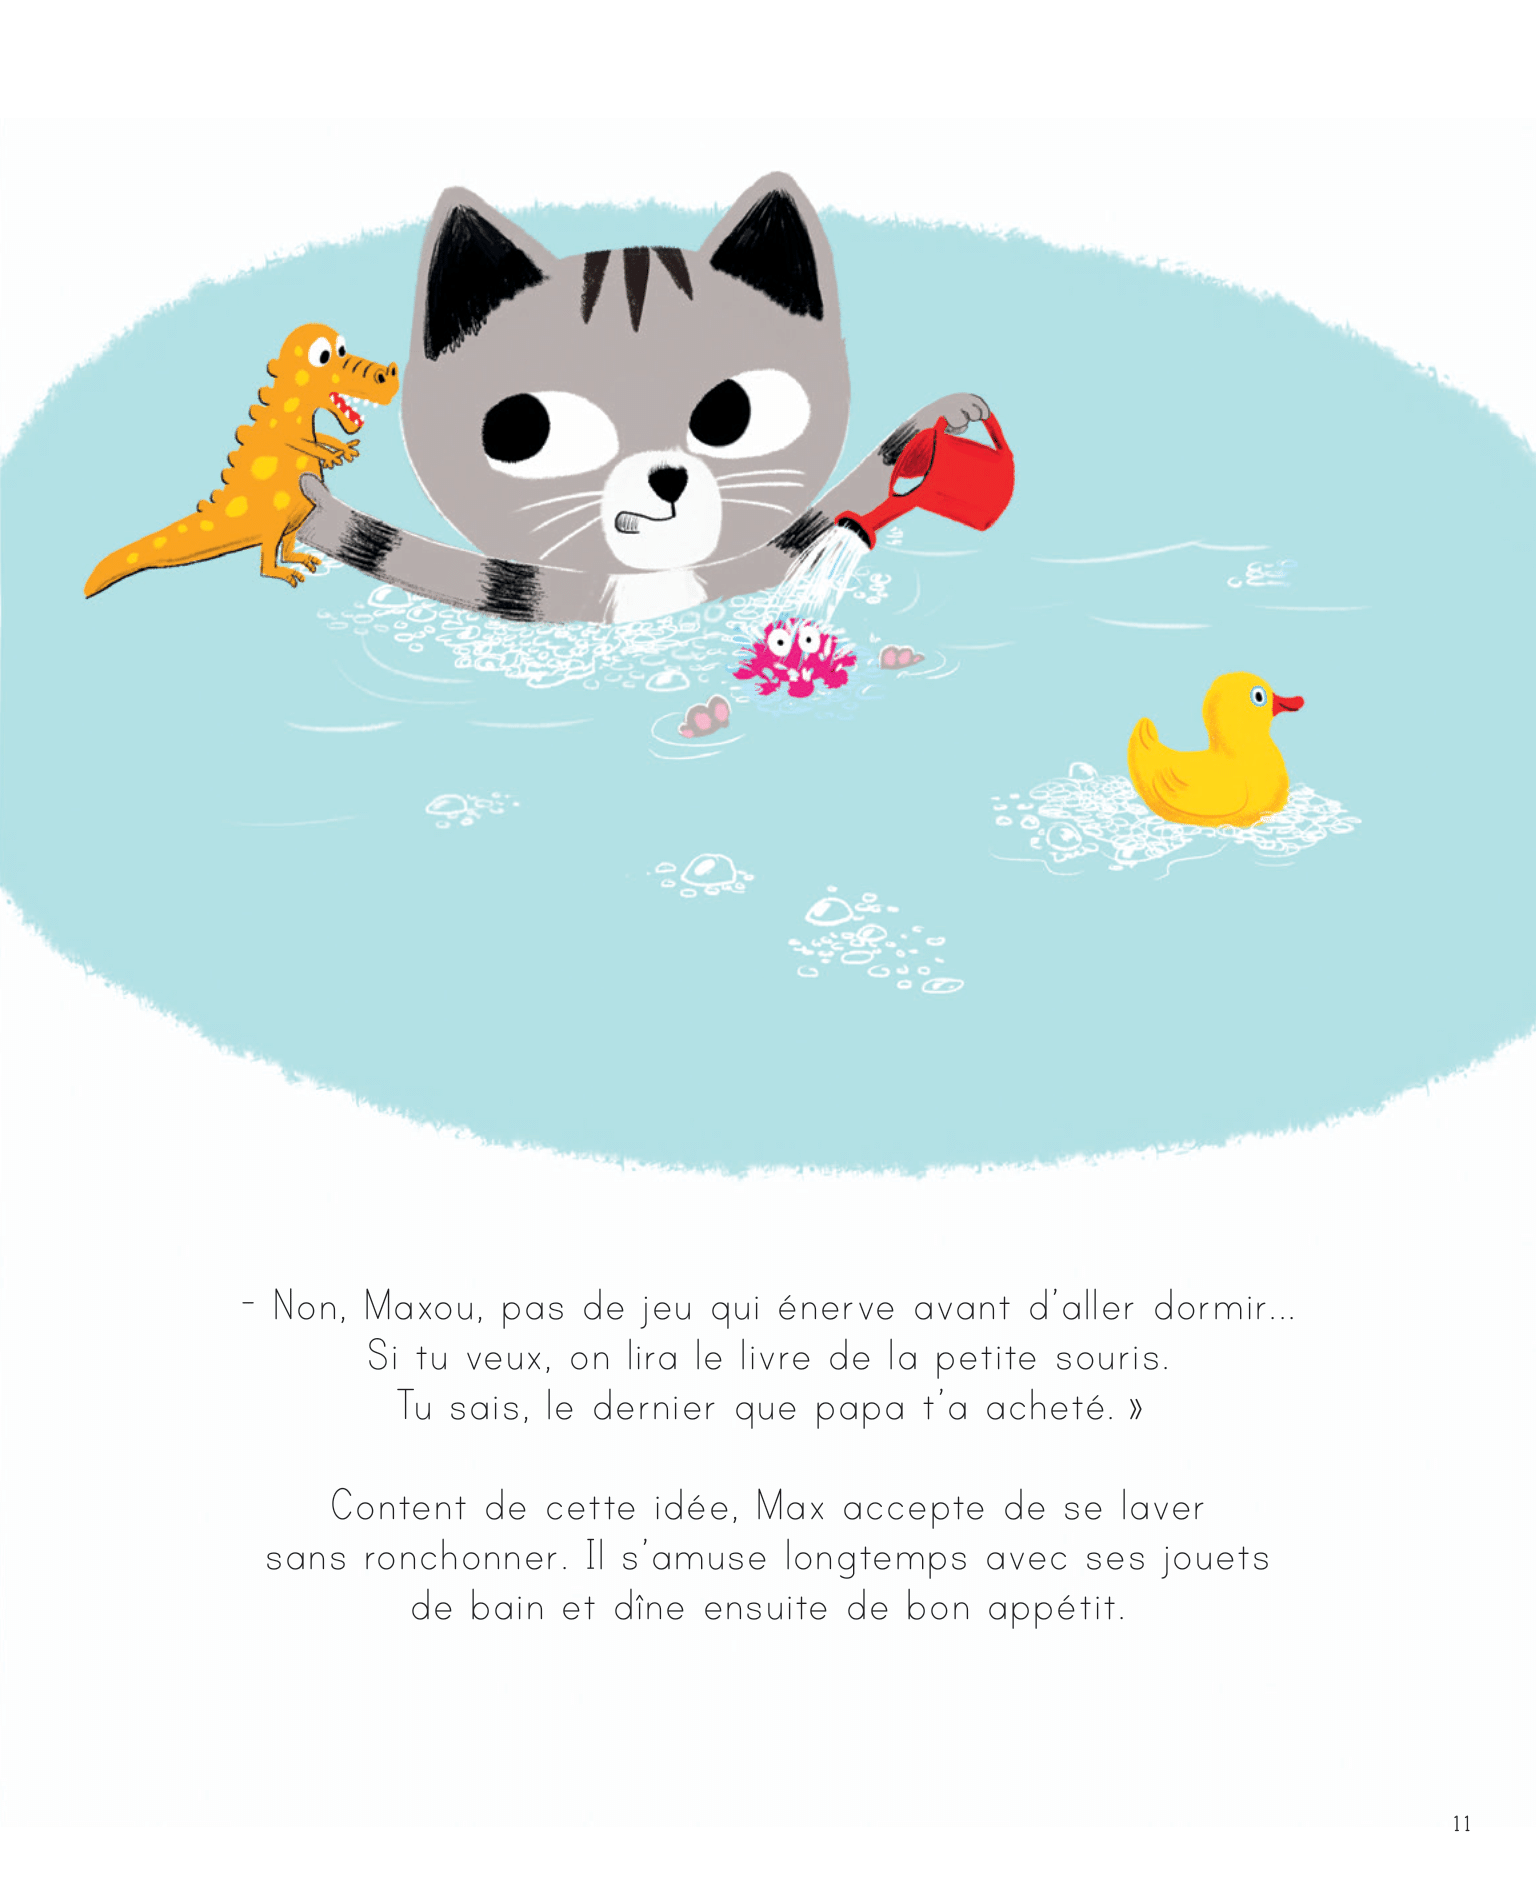 - Non, Maxou, pas de jeu qui énerve avant d'aller dormir...
Si tu veux, on lira le livre de la petite souris.
Tu sais, le dernier que papa t'a acheté. »
Content de cette idée, Max accepte de se laver
sans ronchonner. Il s'amuse longtemps avec ses jouets
de bain et dîne ensuite de bon appétit.
11